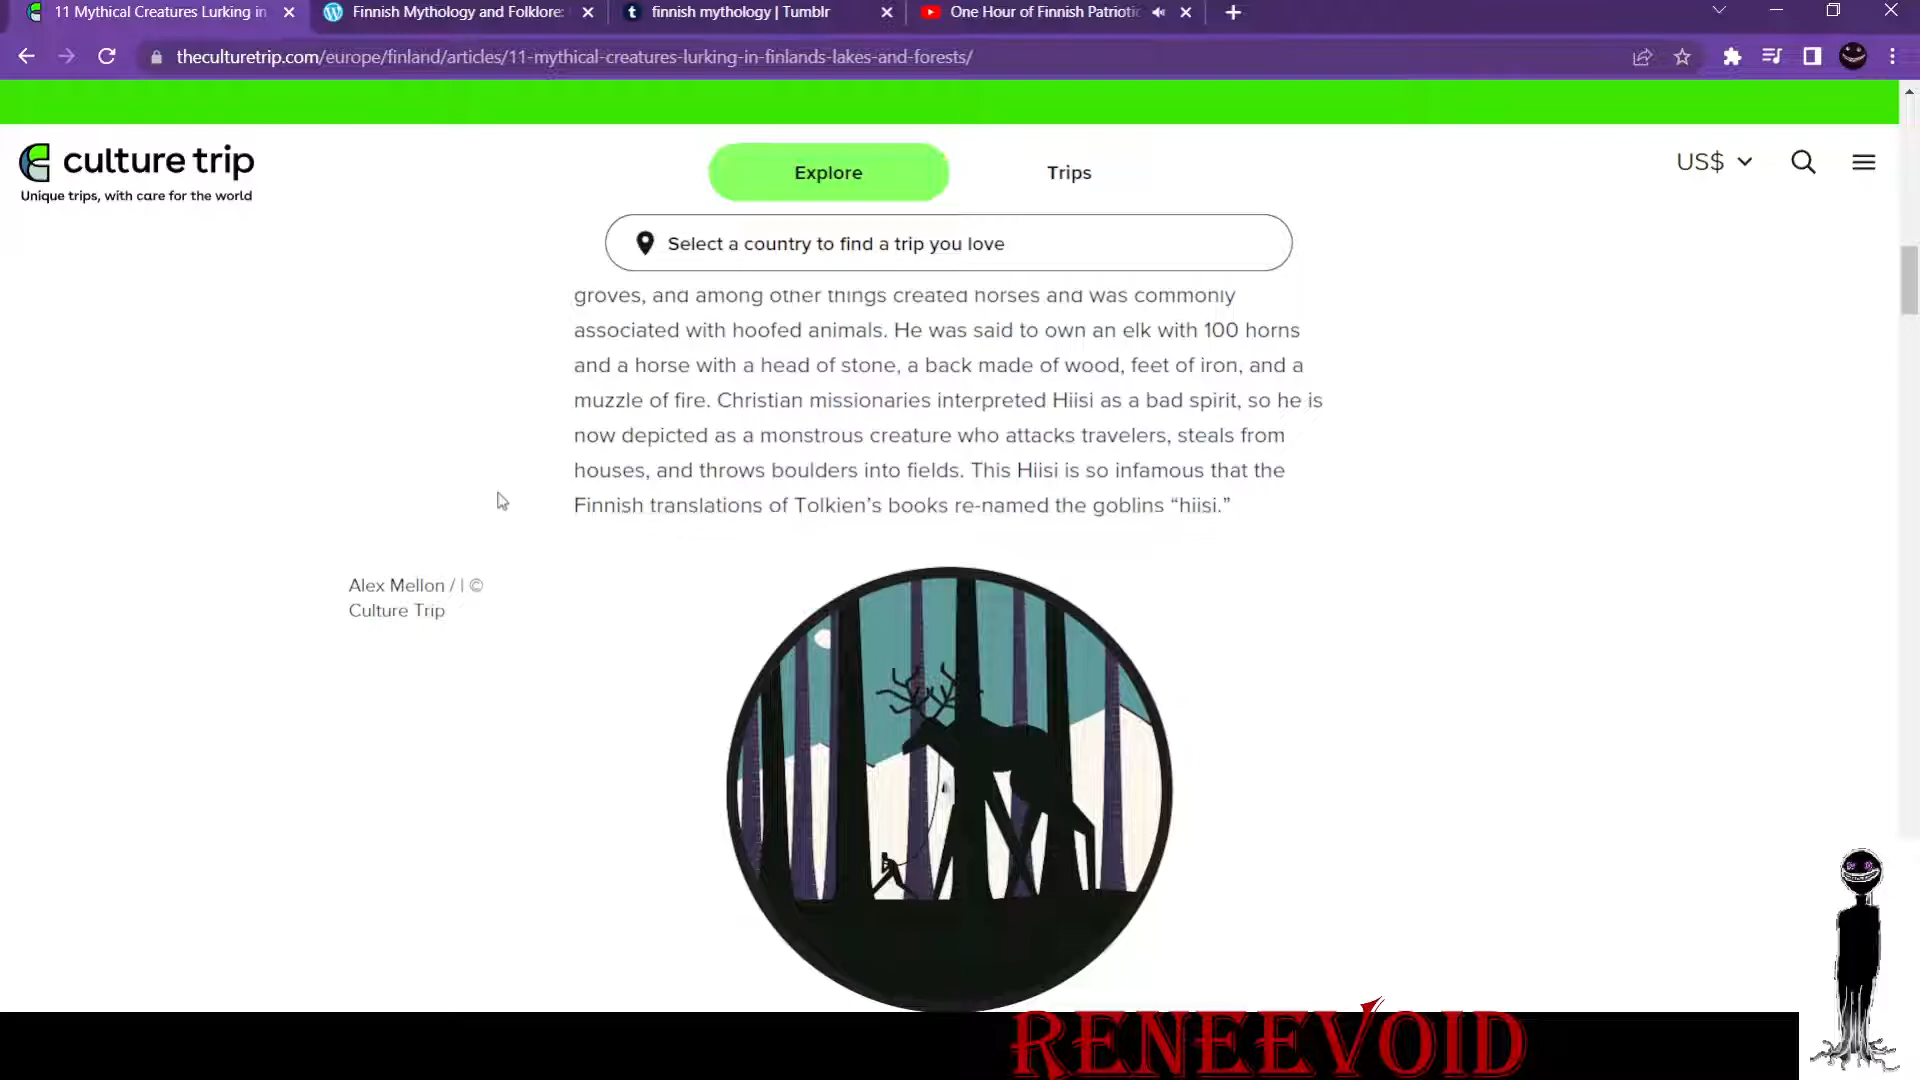 11 Mythical Creatures Lurking in
Finnish Mythology and Folklore:
finnish mythology | Tumblr
One Hour of Finnish Patriotic
theculturetrip.com/europe/finland/articles/11-mythical-creatures-lurking-in-finlands-lakes-and-forests/
culture trip
Unique trips, with care for the world
Explore
Trips
US$
Select a country to find a trip you love
groves, and among other things created horses and was commonly
associated with hoofed animals. He was said to own an elk with 100 horns
and a horse with a head of stone, a back made of wood, feet of iron, and a
muzzle of fire. Christian missionaries interpreted Hiisi as a bad spirit, so he is
now depicted as a monstrous creature who attacks travelers, steals from
houses, and throws boulders into fields. This Hiisi is so infamous that the
Finnish translations of Tolkien’s books re-named the goblins “hiisi.”
Alex Mellon / | ©
Culture Trip
RENEEVOID